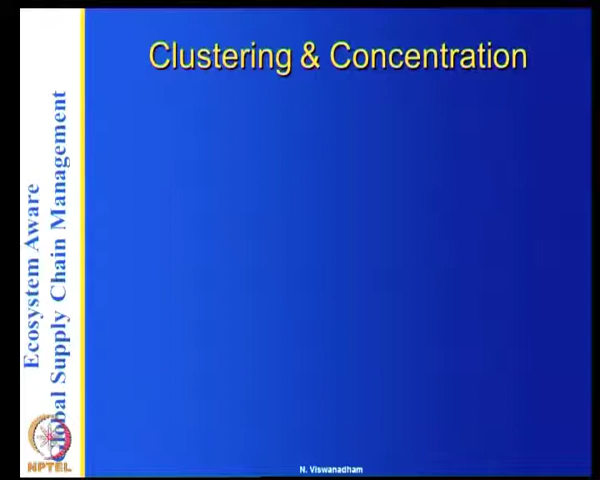 Clustering & Concentration
Ecosystem Aware
Global Supply Chain Management
NPTEL
N. Viswanadham